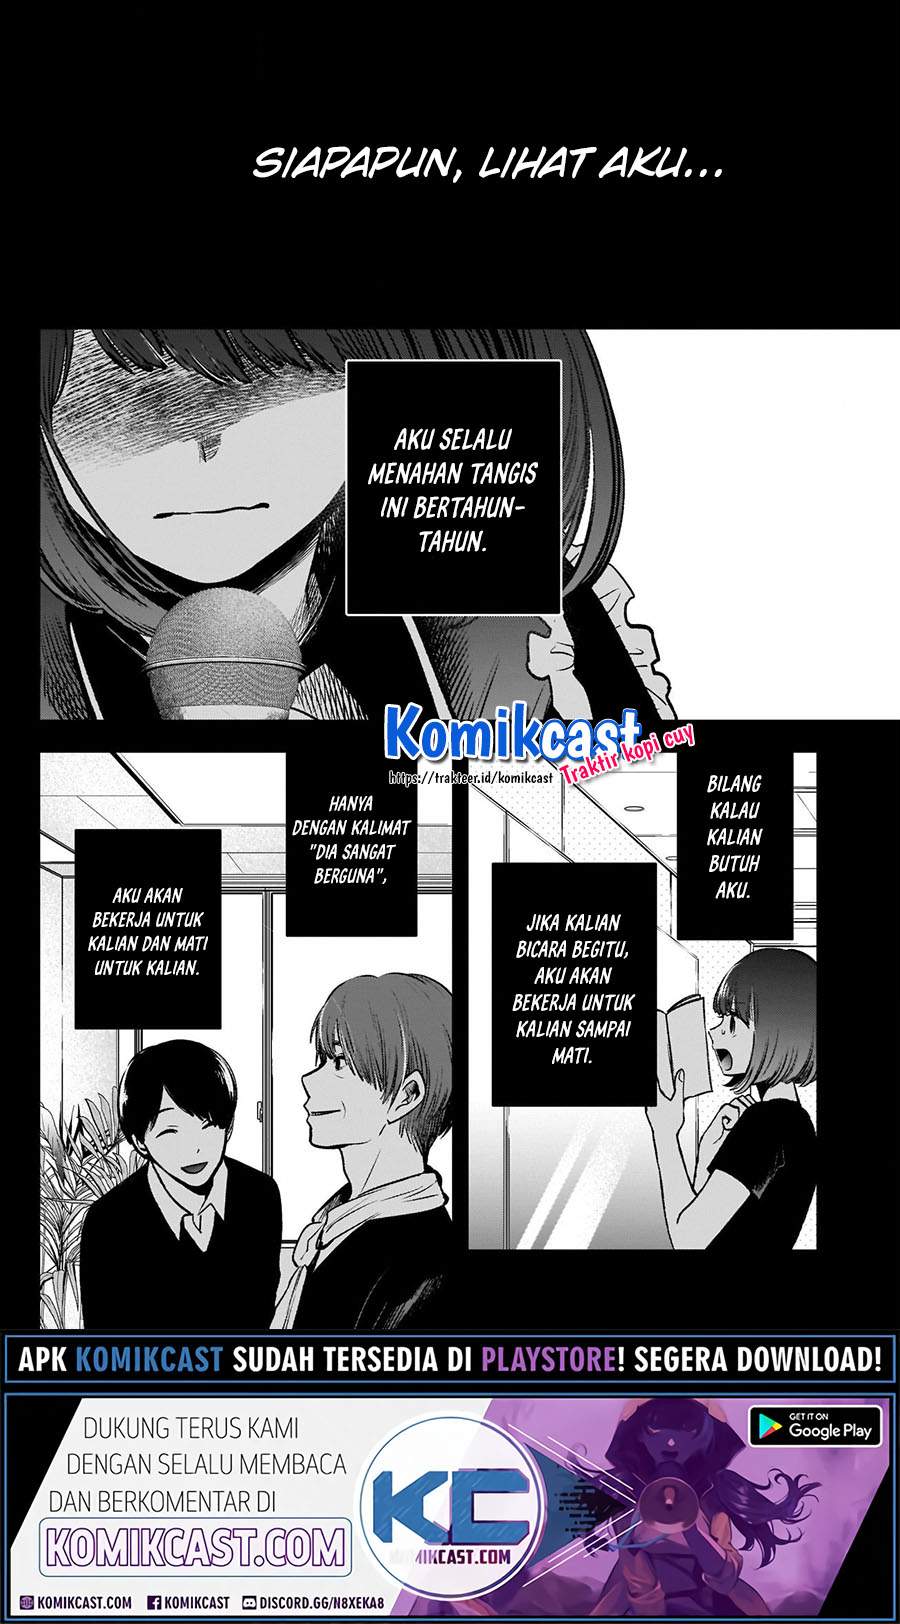 SIAPAPUN, LIHAT AKU...
AKU SELALU
MENAHAN TANGIS
INI BERTAHUN-
TAHUN.
Komikcast
https://trakteer.id/komikcast
Traktir kopi cuy
BILANG
KALAU
KALIAN
BUTUH
AKU.
JIKA KALIAN
BICARA BEGITU,
AKU AKAN
BEKERJA UNTUK
KALIAN SAMPAI
MATI.
HANYA
DENGAN KALIMAT
"DIA SANGAT
BERGUNA",
AKU AKAN
BEKERJA UNTUK
KALIAN DAN MATI
UNTUK KALIAN.
APK KOMIKCAST SUDAH TERSEDIA DI PLAYSTORE! SEGERA DOWNLOAD!
DUKUNG TERUS KAMI
DENGAN SELALU MEMBACA
DAN BERKOMENTAR DI
KOMIKCAST.COM
KOMIKCAST.COM KOMIKCAST DISCORD.GG/N8XEKA8
KC
KOMIKCAST.COM
GET IT ON
Google Play